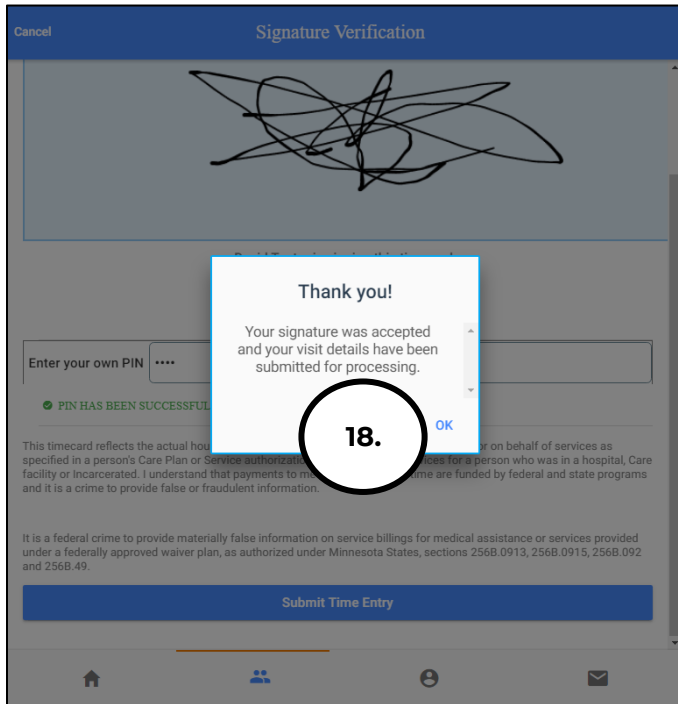 Cancel
Signature Verification
Thank you!
Your signature was accepted
and your visit details have been
submitted for processing.
OK
18.
Enter your own PIN ••••
PIN HAS BEEN SUCCESSFUL
This timecard reflects the actual hou or on behalf of services as
specified in a person's Care Plan or Service authorizati ices for a person who was in a hospital, Care
facility or Incarcerated. I understand that payments to me time are funded by federal and state programs
and it is a crime to provide false or fraudulent information.
It is a federal crime to provide materially false information on service billings for medical assistance or services provided
under a federally approved waiver plan, as authorized under Minnesota States, sections 256B.0913, 256B.0915, 256B.092
and 256B.49.
Submit Time Entry